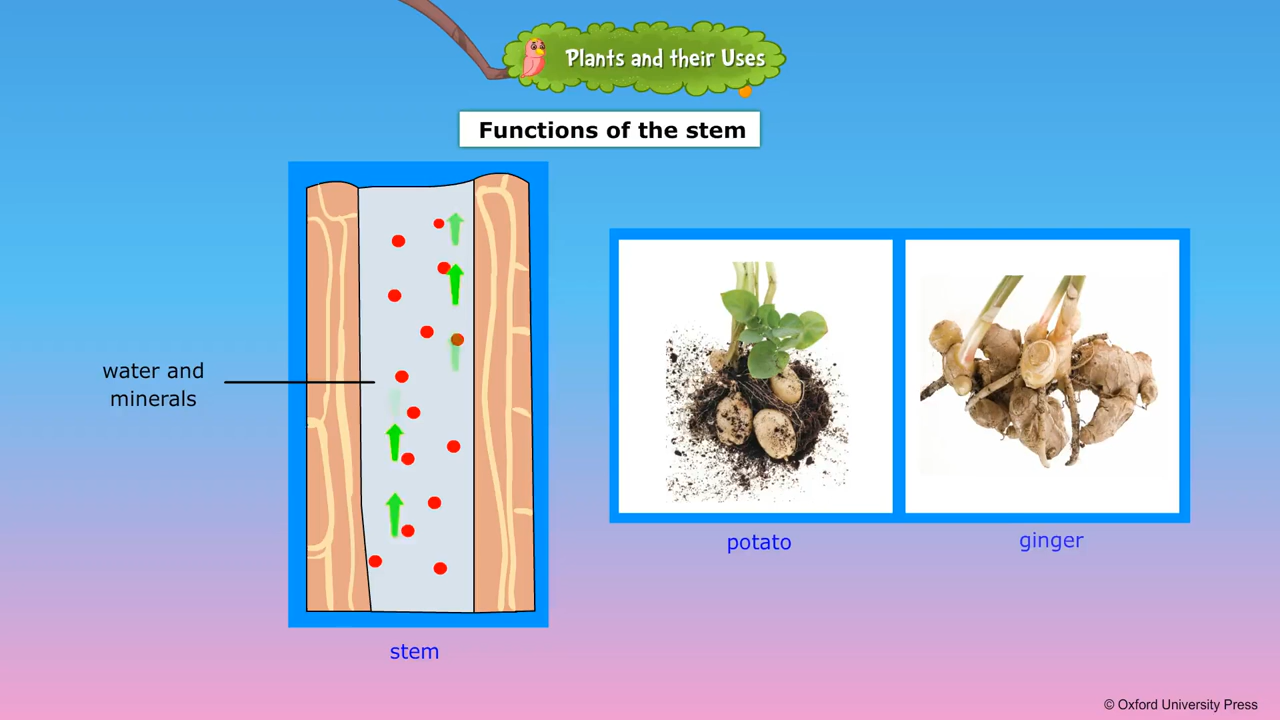 Plants and their Uses
Functions of the stem
water and
minerals
stem
potato
ginger
© Oxford University Press